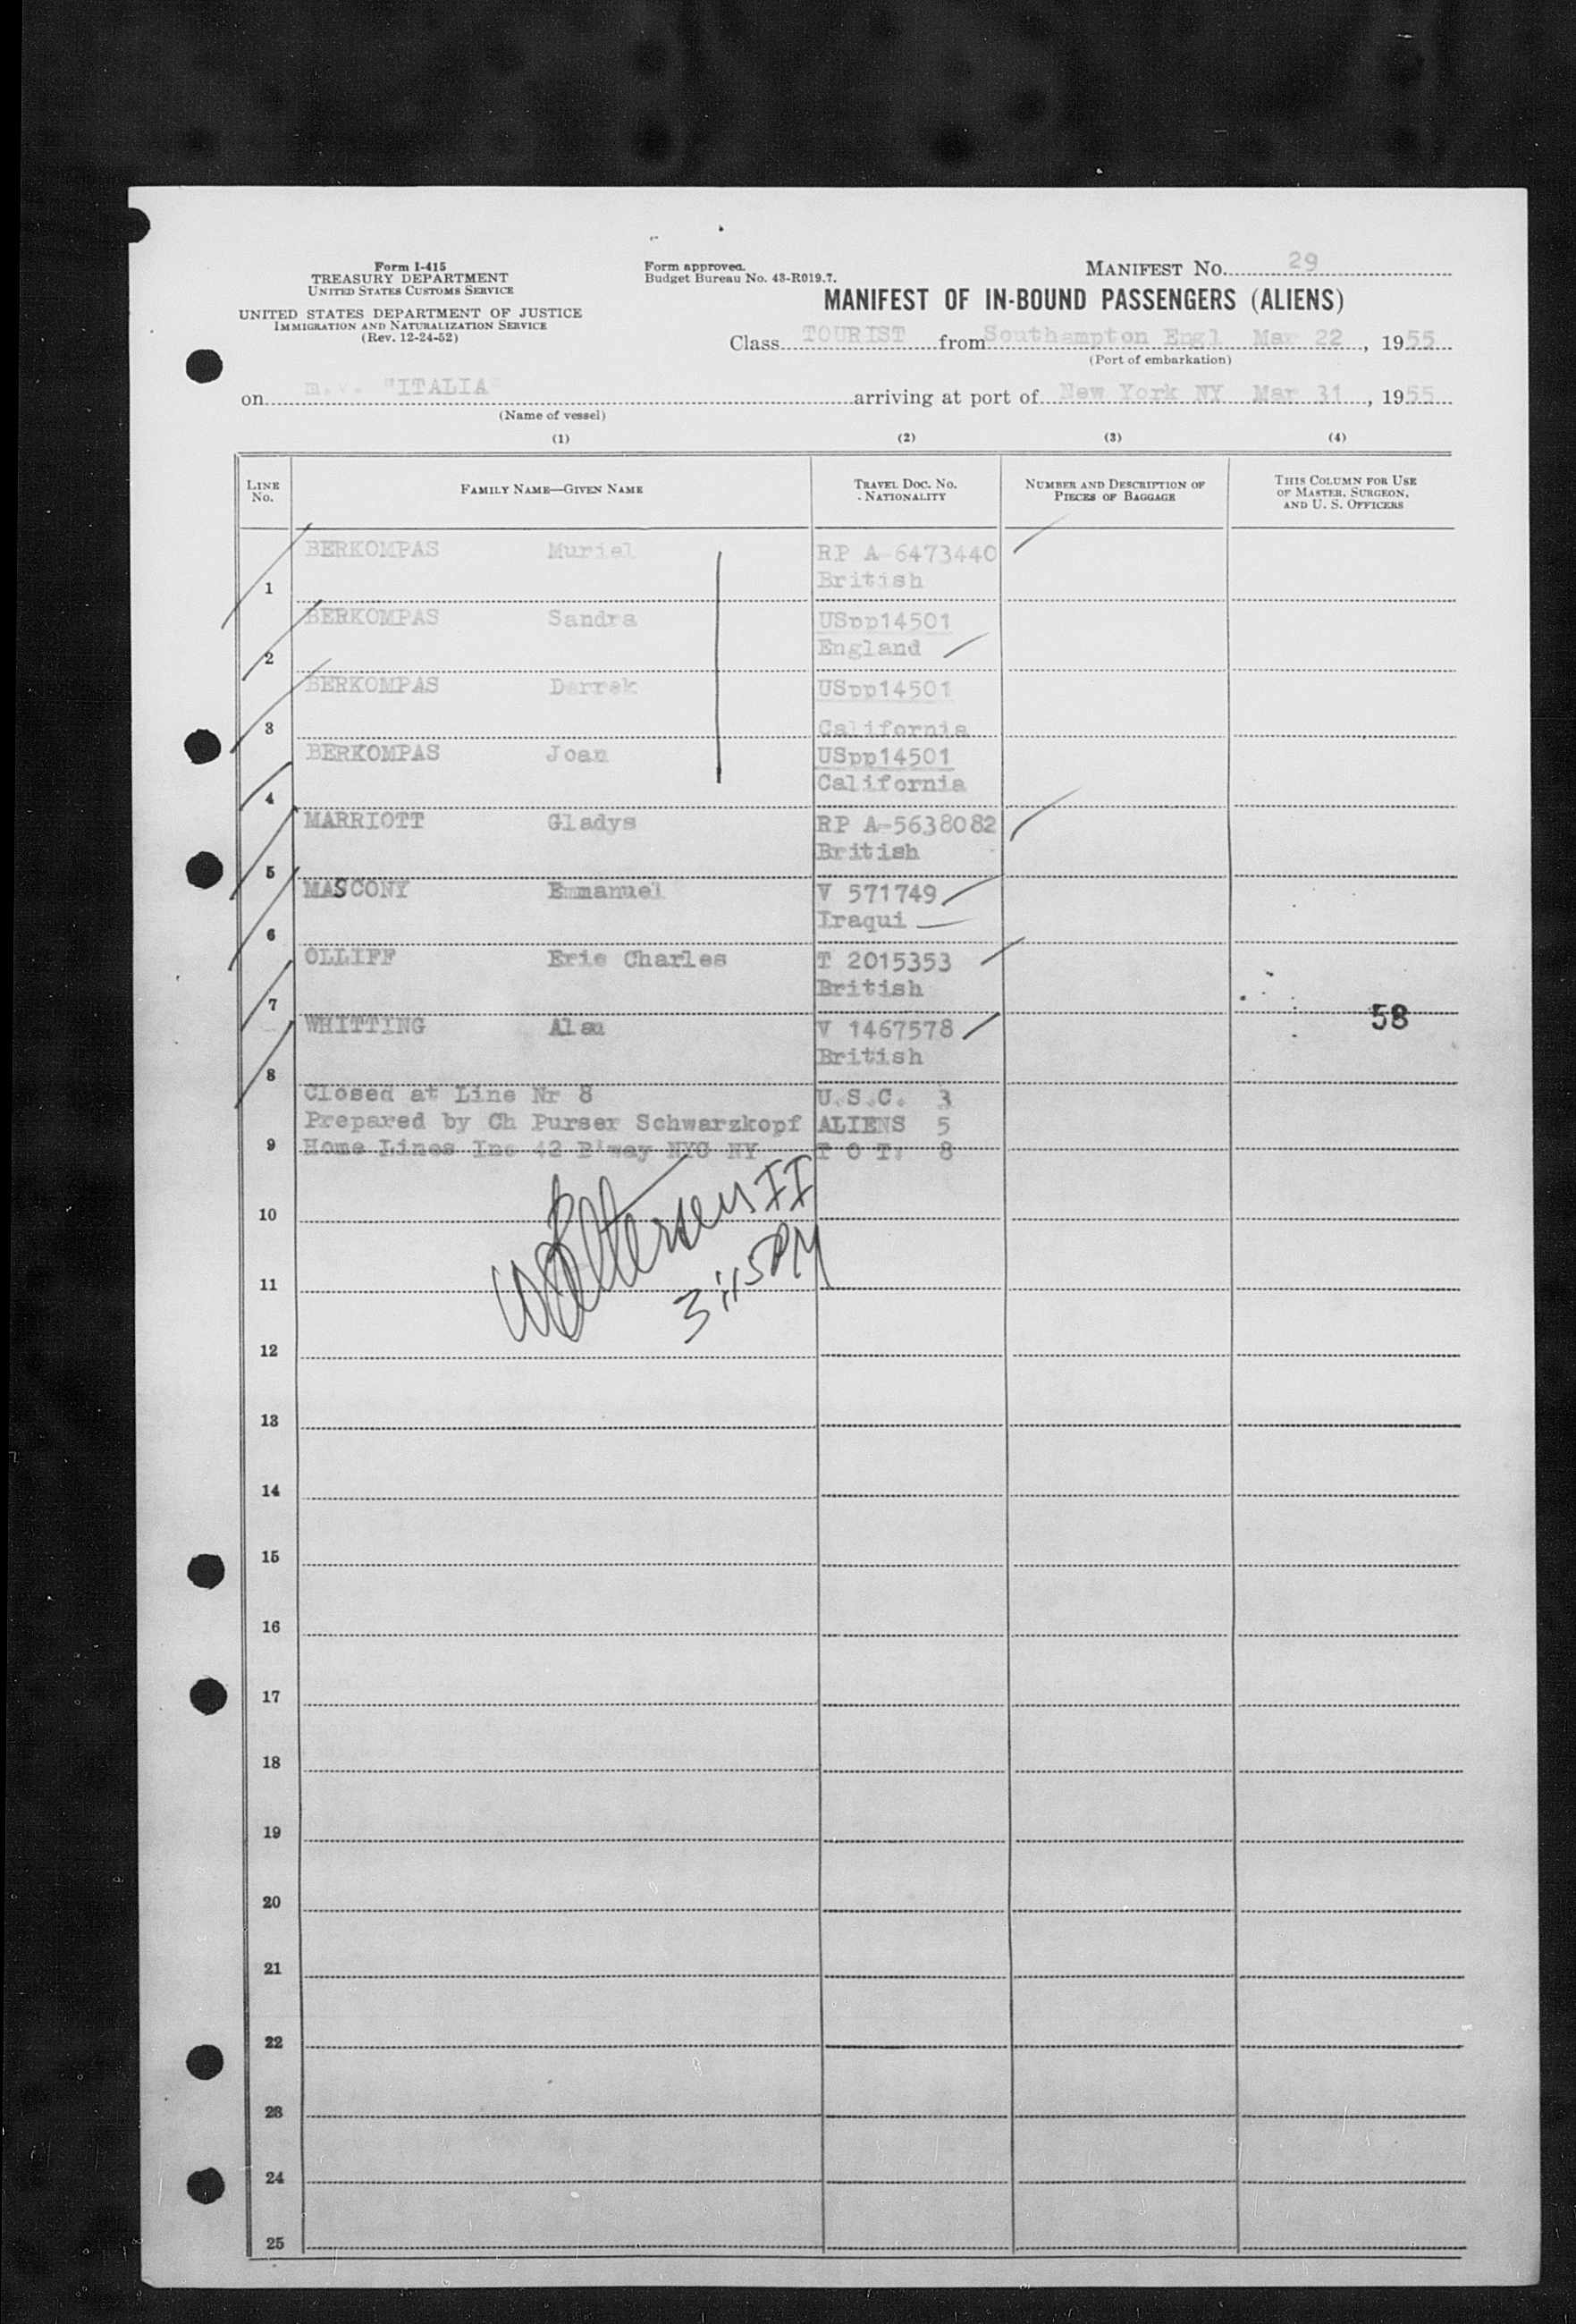 Form I-415
TREASURY DEPARTMENT
UNITED STATES CUSTOMS SERVICE
UNITED STATES DEPARTMENT OF JUSTICE
IMMIGRATION AND NATURALIZATION SERVICE
(Rev. 12-24-52)
Form approved.
Budget Bureau No. 43-R019.7.
MANIFEST NO. 29
MANIFEST OF IN-BOUND PASSENGERS (ALIENS)
Class TOURIST from Southampton Engl Mar 22, 1955
(Port of embarkation)
on m.v. "ITALIA" arriving at port of New York NY Mar 31, 1955
(Name of vessel)
(1) (2) (3) (4)
LINE No. FAMILY NAME—GIVEN NAME TRAVEL DOC. NO. NATIONALITY NUMBER AND DESCRIPTION OF PIECES OF BAGGAGE THIS COLUMN FOR USE OF MASTER, SURGEON, AND U. S. OFFICERS
BERKOMPAS Muriel RP A-6473440
1 British
BERKOMPAS Sandra USpp14501
2 England
BERKOMPAS Derrek USpp14501
3 California
BERKOMPAS Joan USpp14501
4 California
MARRIOTT Gladys RP A-5638082
5 British
MASCONY Emmanuel V 571749
6 Iraqui
OLLIFF Eric Charles T 2015353
7 British
58
WHITTING Alan V 1467578
8 British
Closed at Line Nr 8 U.S.C. 3
Prepared by Ch Purser Schwarzkopf ALIENS 5
9 Home Lines Inc 42 B'way NYC NY T O T. 8
10
11
3:15PM
12
13
14
15
16
17
18
19
20
21
22
23
24
25